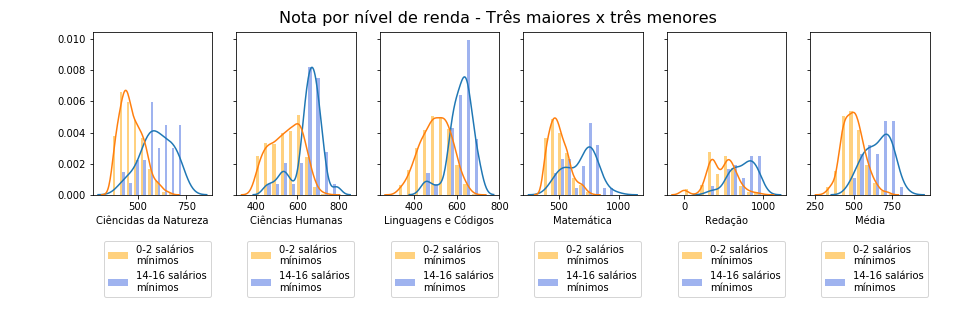 Nota por nível de renda - Três maiores x três menores
0.010
0.008
0.006
0.004
0.002
0.000
500 750
400 600 800
400 600 800
500 1000
0 1000
250 500 750
Ciêncidas da Natureza
Ciências Humanas
Linguagens e Códigos
Matemática
Redação
Média
0-2 salários
mínimos
14-16 salários
mínimos
0-2 salários
mínimos
14-16 salários
mínimos
0-2 salários
mínimos
14-16 salários
mínimos
0-2 salários
mínimos
14-16 salários
mínimos
0-2 salários
mínimos
14-16 salários
mínimos
0-2 salários
mínimos
14-16 salários
mínimos